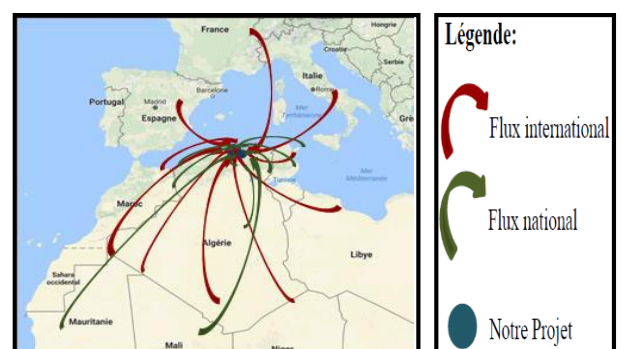 France
Hongrie
Croatie
Serbie
Italie
Rome
Barcelone
Portugal
Madrid
Espagne
Mer
Tyrrhénienne
Grè
Tunisie
Mer
Méditerranée
Maroc
Algérie
Libye
Sahara
occidental
Mauritanie
Mali
Niger
Légende:
Flux international
Flux national
Notre Projet